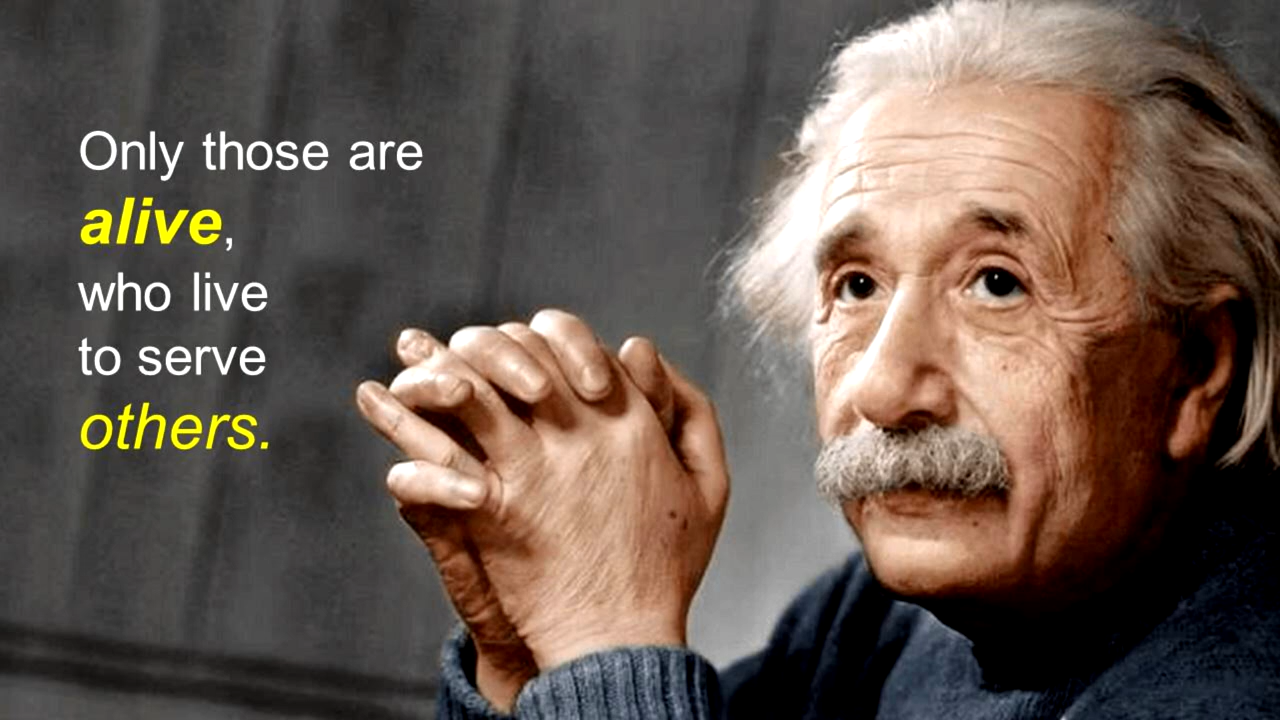 Only those are
alive,
who live
to serve
others.